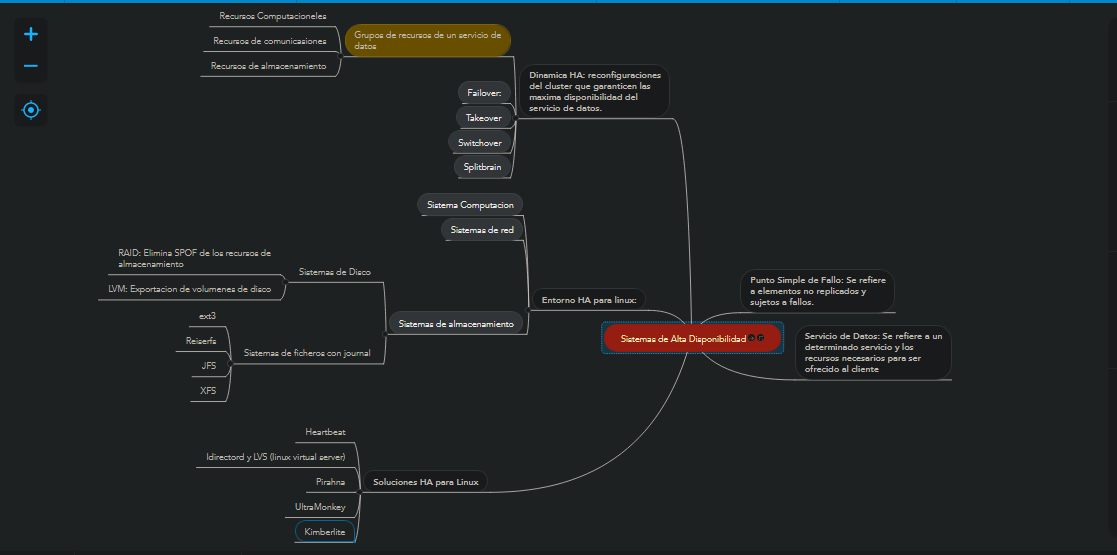 Recursos Computacioneles
Recursos de comunicasiones
Recursos de almacenamiento
Grupos de recursos de un servicio de
datos
Dinamica HA: reconfiguraciones
del cluster que garanticen las
maxima disponibilidad del
servicio de datos.
Failover:
Takeover
Switchover
Splitbrain
Sistema Computacion
Sistemas de red
RAID: Elimina SPOF de los recursos de
almacenamiento
LVM: Exportacion de volumenes de disco
Sistemas de Disco
ext3
Reiserfs
JFS
XFS
Sistemas de ficheros con journal
Sistemas de almacenamiento
Entorno HA para linux:
Sistemas de Alta Disponibilidad
Punto Simple de Fallo: Se refiere
a elementos no replicados y
sujetos a fallos.
Servicio de Datos: Se refiere a un
determinado servicio y los
recursos necesarios para ser
ofrecido al cliente
Heartbeat
ldirectord y LVS (linux virtual server)
Pirahna
UltraMonkey
Kimberlite
Soluciones HA para Linux